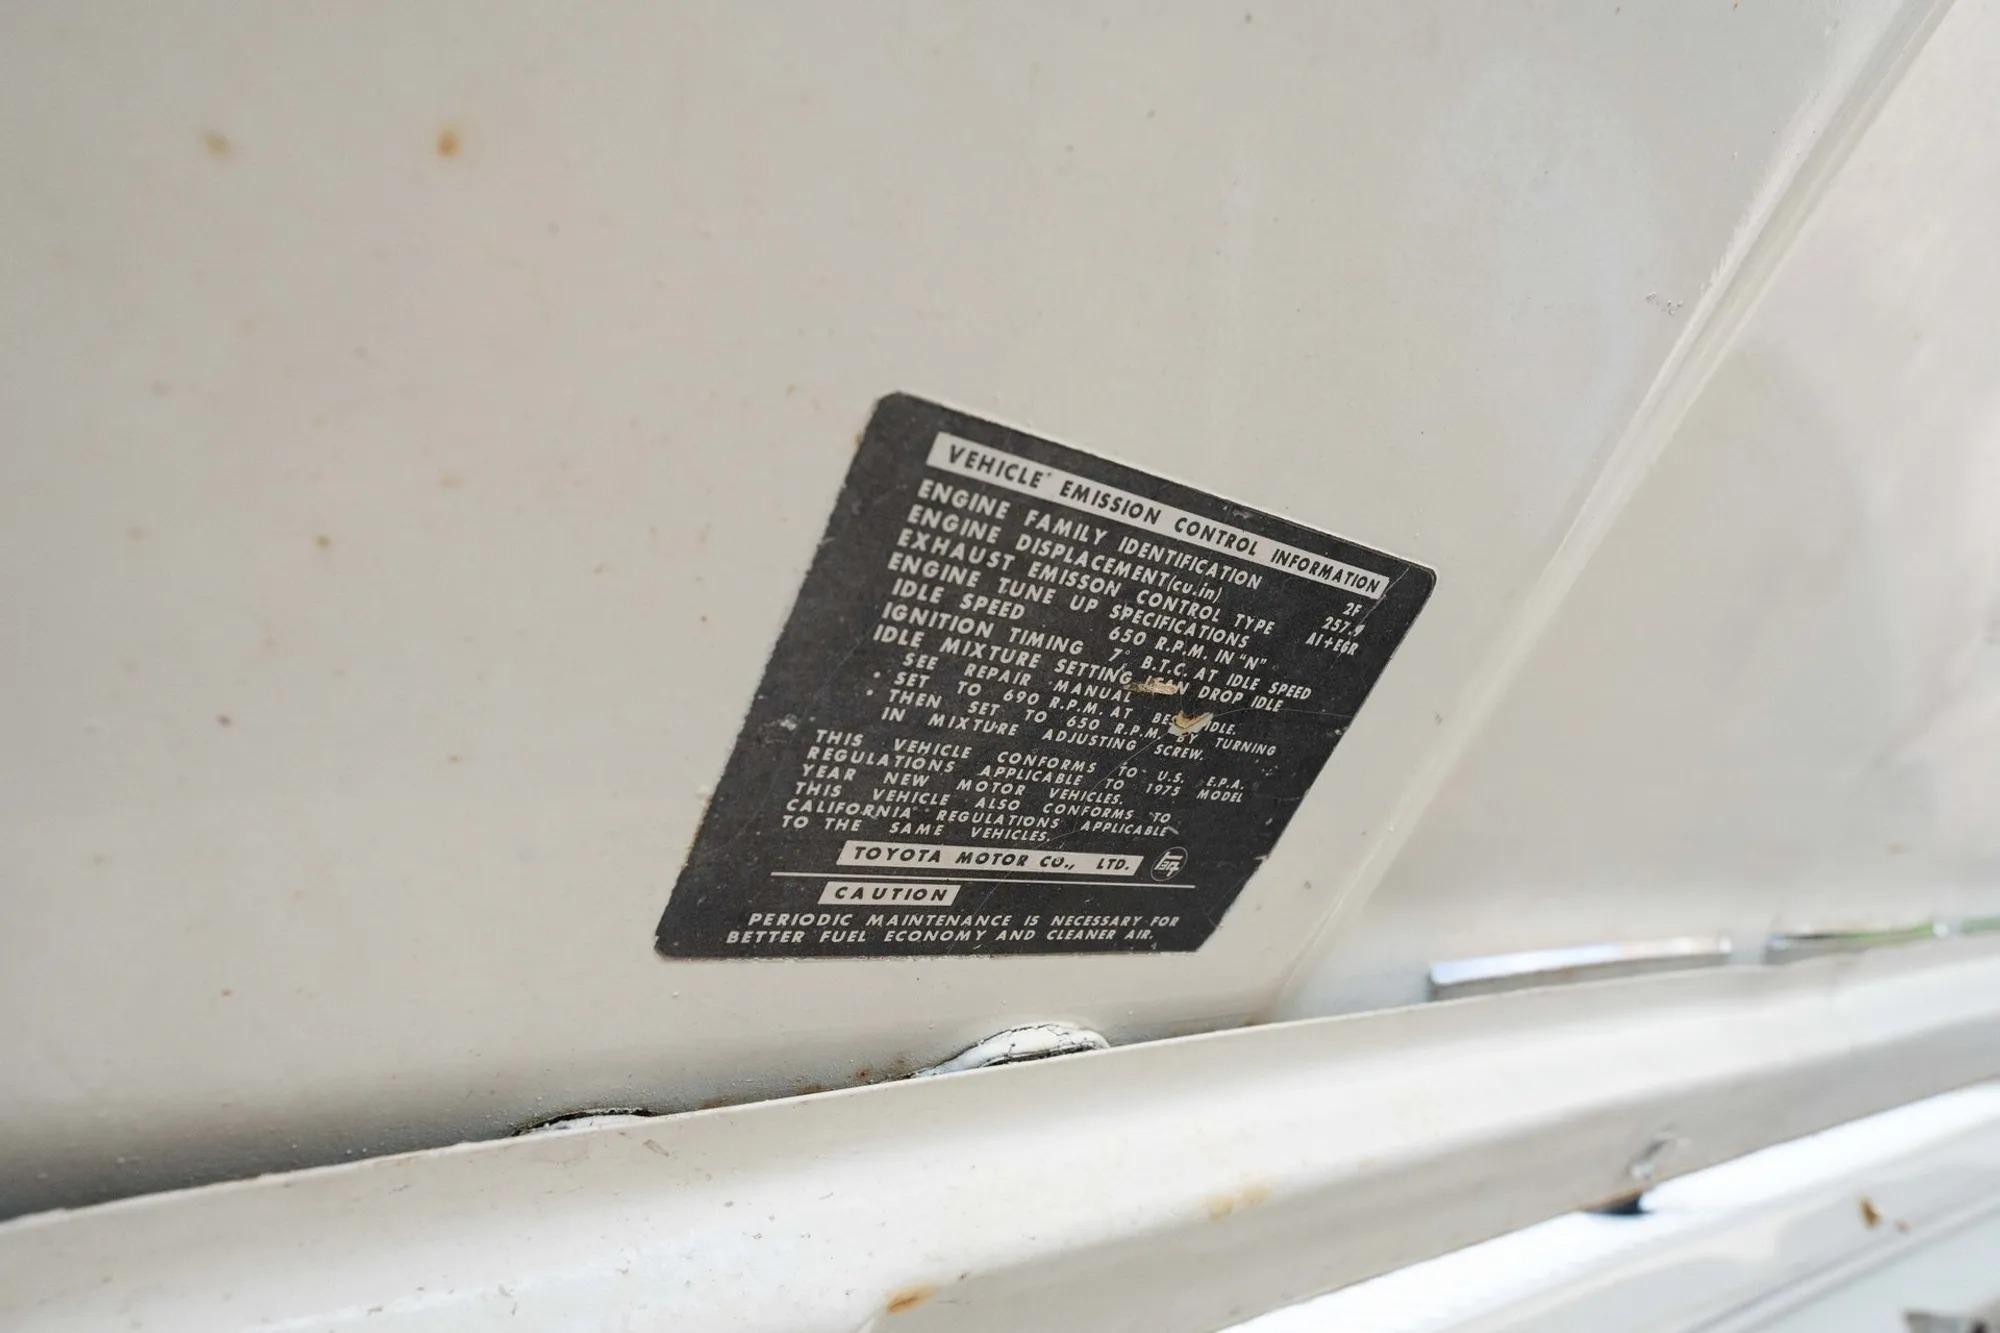 VEHICLE EMISSION CONTROL INFORMATION
ENGINE FAMILY IDENTIFICATION 2F
ENGINE DISPLACEMENT(cu.in) 257.9
EXHAUST EMISSON CONTROL TYPE AI+EGR
ENGINE TUNE UP SPECIFICATIONS
IDLE SPEED 650 R.P.M. IN "N"
IGNITION TIMING 7° B.T.C. AT IDLE SPEED
IDLE MIXTURE SETTING LEAN DROP IDLE
SEE REPAIR MANUAL
• SET TO 690 R.P.M. AT BEST IDLE.
• THEN SET TO 650 R.P.M. BY TURNING
IN MIXTURE ADJUSTING SCREW.
THIS VEHICLE CONFORMS TO U.S. E.P.A.
REGULATIONS APPLICABLE TO 1975 MODEL
YEAR NEW MOTOR VEHICLES.
THIS VEHICLE ALSO CONFORMS TO
CALIFORNIA REGULATIONS APPLICABLE
TO THE SAME VEHICLES.
TOYOTA MOTOR CO., LTD. TEQ
CAUTION
PERIODIC MAINTENANCE IS NECESSARY FOR
BETTER FUEL ECONOMY AND CLEANER AIR.